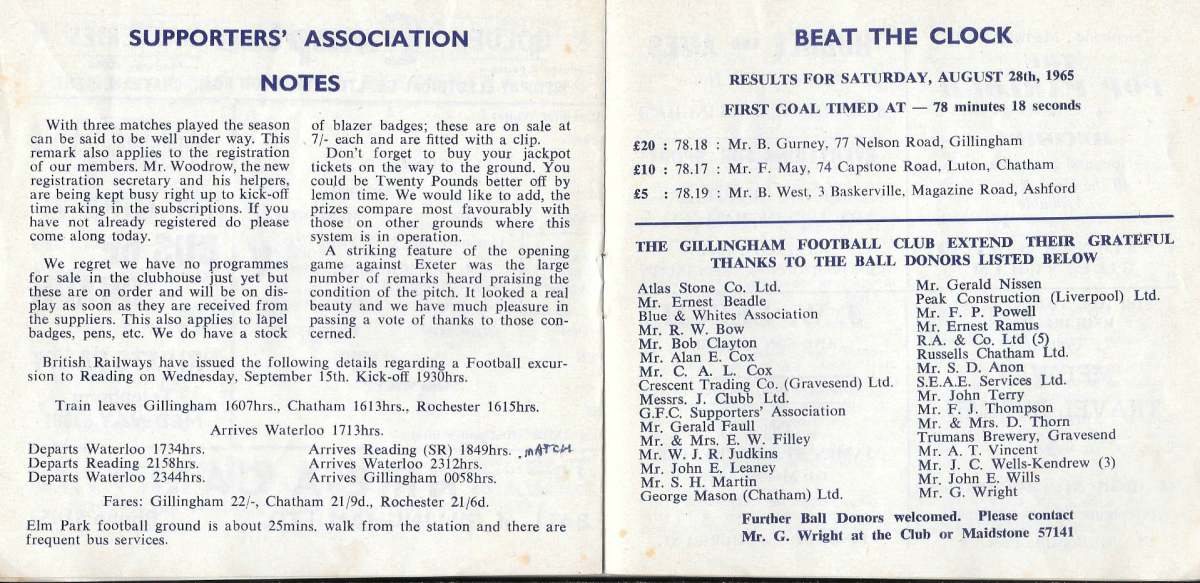 SUPPORTERS' ASSOCIATION
NOTES
With three matches played the season
can be said to be well under way. This
remark also applies to the registration
of our members. Mr. Woodrow, the new
registration secretary and his helpers,
are being kept busy right up to kick-off
time raking in the subscriptions. If you
have not already registered do please
come along today.
We regret we have no programmes
for sale in the clubhouse just yet but
these are on order and will be on dis-
play as soon as they are received from
the suppliers. This also applies to lapel
badges, pens, etc. We do have a stock
of blazer badges; these are on sale at
7/- each and are fitted with a clip.
Don't forget to buy your jackpot
tickets on the way to the ground. You
could be Twenty Pounds better off by
lemon time. We would like to add, the
prizes compare most favourably with
those on other grounds where this
system is in operation.
A striking feature of the opening
game against Exeter was the large
number of remarks heard praising the
condition of the pitch. It looked a real
beauty and we have much pleasure in
passing a vote of thanks to those con-
cerned.
British Railways have issued the following details regarding a Football excur-
sion to Reading on Wednesday, September 15th. Kick-off 1930hrs.
Train leaves Gillingham 1607hrs., Chatham 1613hrs., Rochester 1615hrs.
Arrives Waterloo 1713hrs.
Departs Waterloo 1734hrs. Arrives Reading (SR) 1849hrs. , MATCH
Departs Reading 2158hrs. Arrives Waterloo 2312hrs.
Departs Waterloo 2344hrs. Arrives Gillingham 0058hrs.
Fares: Gillingham 22/-, Chatham 21/9d., Rochester 21/6d.
Elm Park football ground is about 25mins. walk from the station and there are
frequent bus services.
BEAT THE CLOCK
RESULTS FOR SATURDAY, AUGUST 28th, 1965
FIRST GOAL TIMED AT — 78 minutes 18 seconds
£20 : 78.18 : Mr. B. Gurney, 77 Nelson Road, Gillingham
£10 : 78.17 : Mr. F. May, 74 Capstone Road, Luton, Chatham
£5 : 78.19 : Mr. B. West, 3 Baskerville, Magazine Road, Ashford
THE GILLINGHAM FOOTBALL CLUB EXTEND THEIR GRATEFUL
THANKS TO THE BALL DONORS LISTED BELOW
Atlas Stone Co. Ltd.
Mr. Ernest Beadle
Blue & Whites Association
Mr. R. W. Bow
Mr. Bob Clayton
Mr. Alan E. Cox
Mr. C. A. L. Cox
Crescent Trading Co. (Gravesend) Ltd.
Messrs. J. Clubb Ltd.
G.F.C. Supporters' Association
Mr. Gerald Faull
Mr. & Mrs. E. W. Filley
Mr. W. J. R. Judkins
Mr. John E. Leaney
Mr. S. H. Martin
George Mason (Chatham) Ltd.
Mr. Gerald Nissen
Peak Construction (Liverpool) Ltd.
Mr. F. P. Powell
Mr. Ernest Ramus
R.A. & Co. Ltd (5)
Russells Chatham Ltd.
Mr. S. D. Anon
S.E.A.E. Services Ltd.
Mr. John Terry
Mr. F. J. Thompson
Mr. & Mrs. D. Thorn
Trumans Brewery, Gravesend
Mr. A. T. Vincent
Mr. J. C. Wells-Kendrew (3)
Mr. John E. Wills
Mr. G. Wright
Further Ball Donors welcomed. Please contact
Mr. G. Wright at the Club or Maidstone 57141